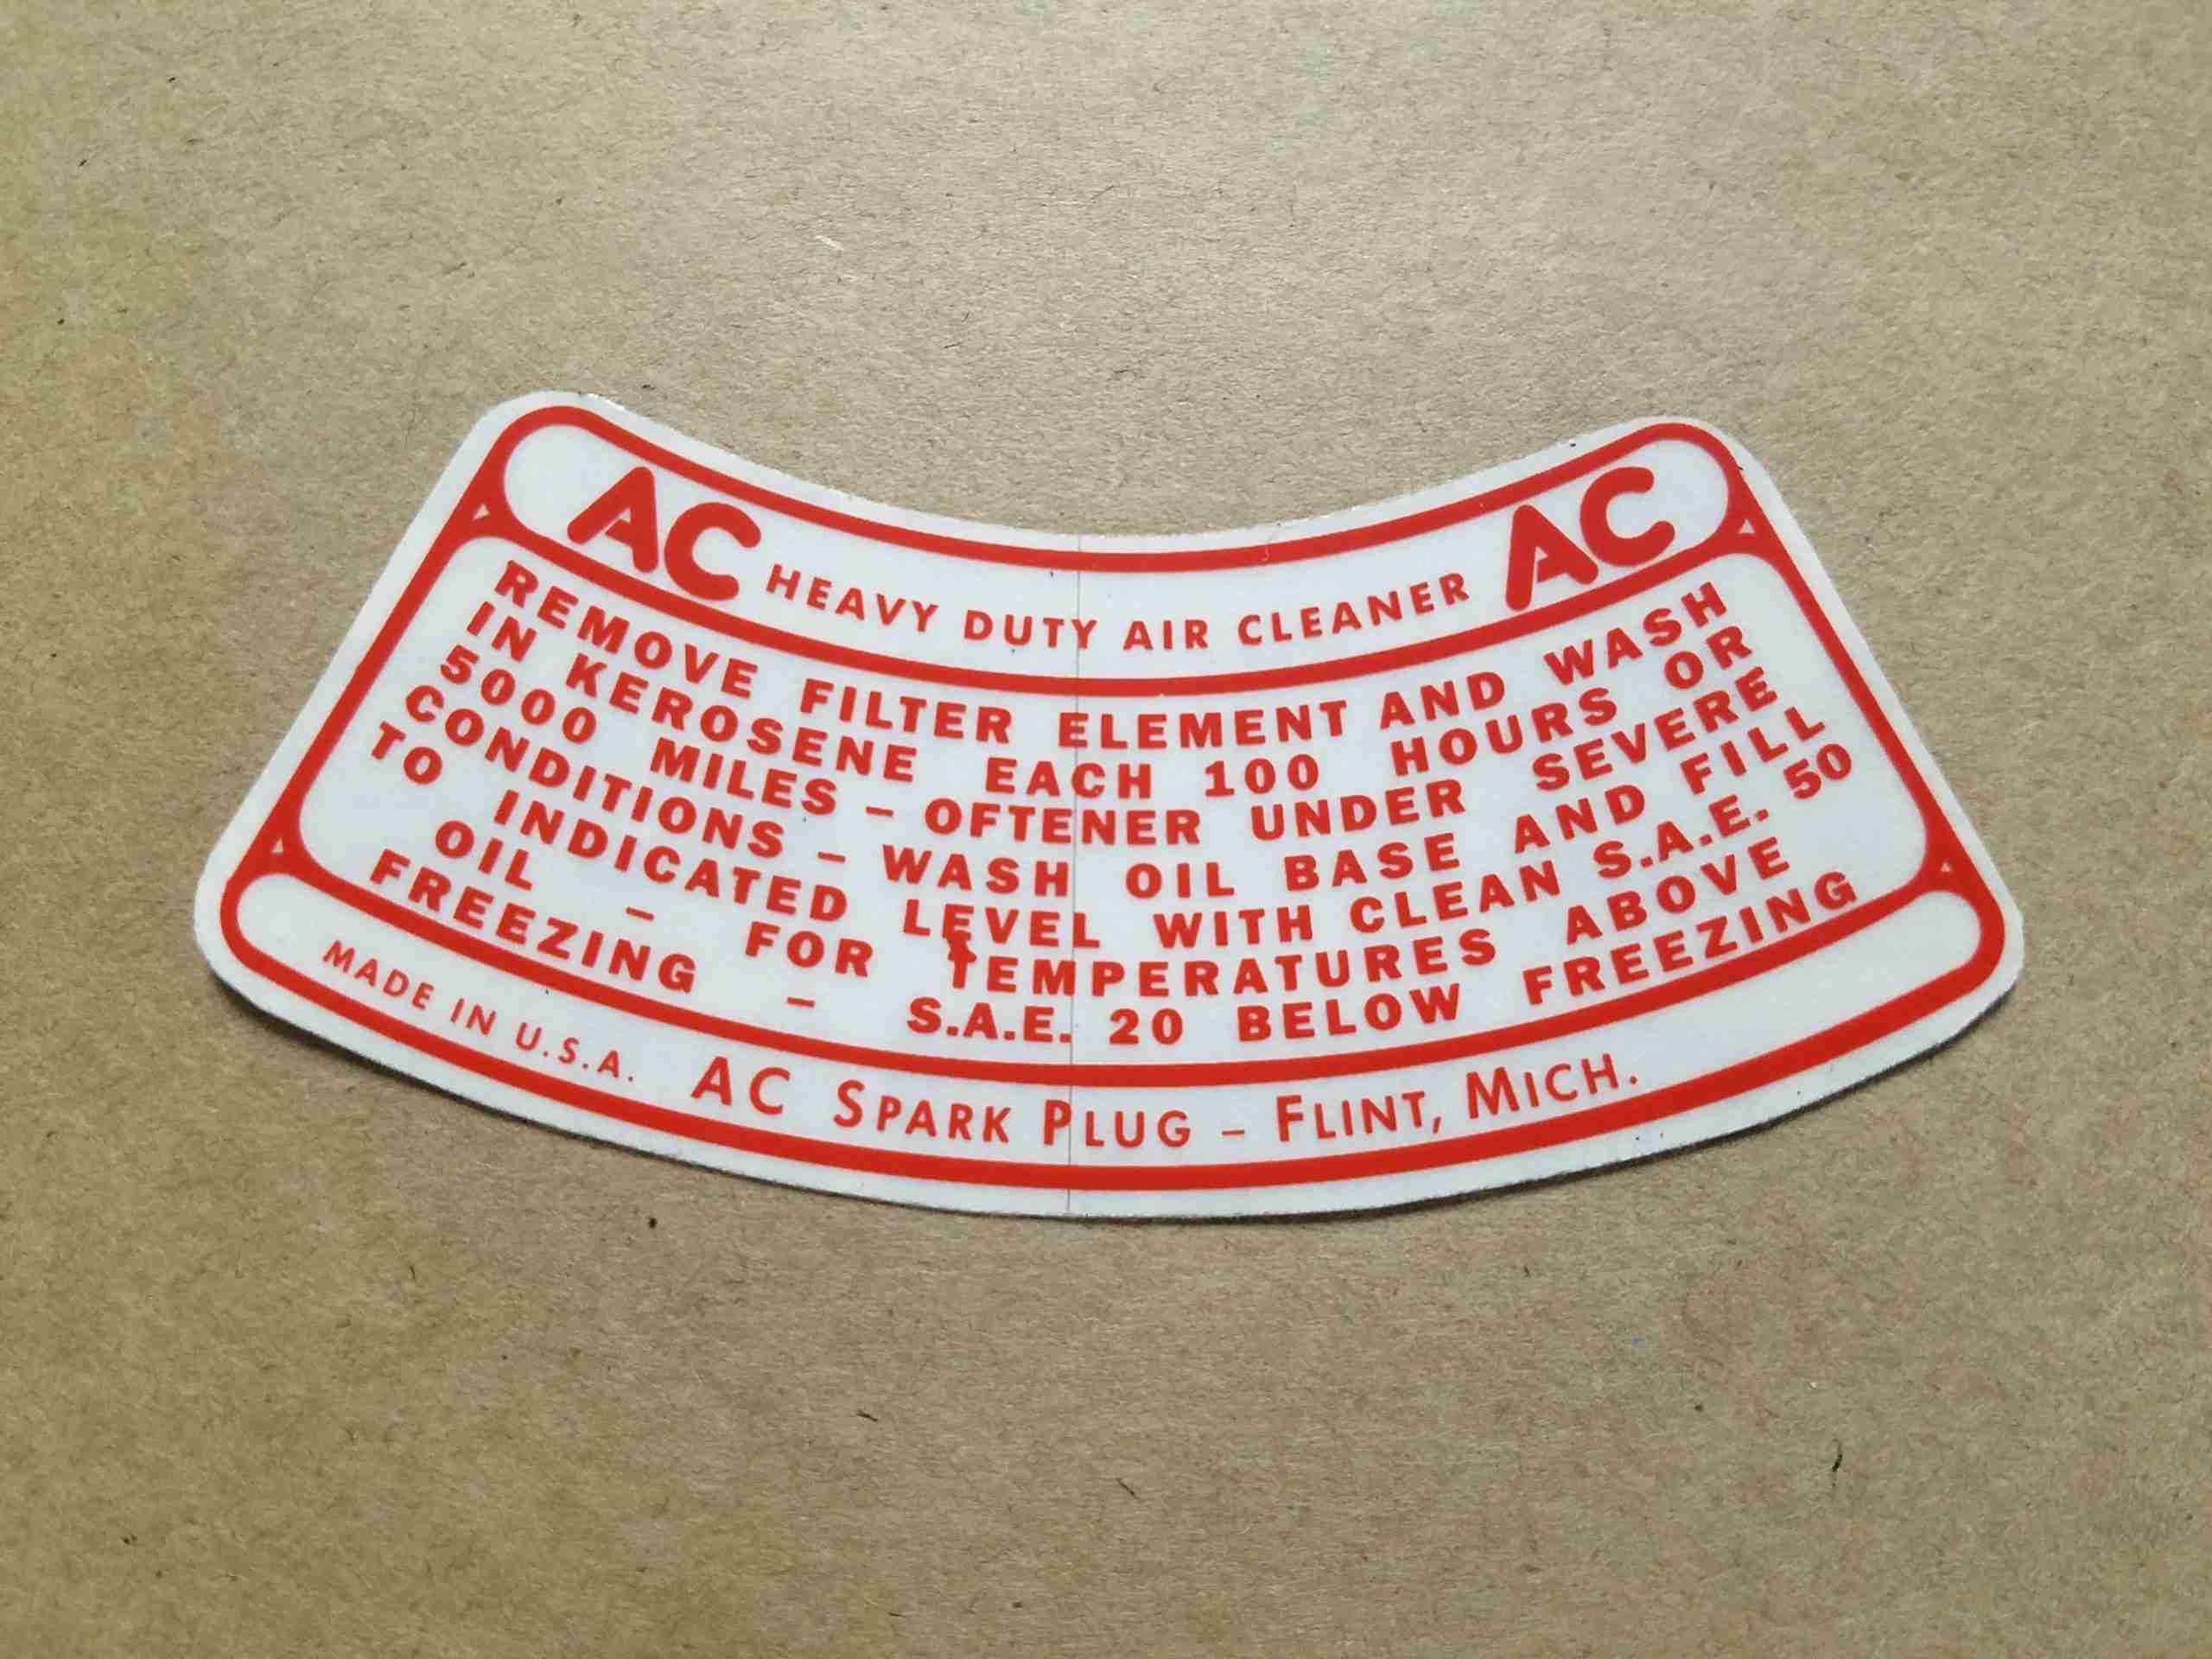 AC HEAVY DUTY AIR CLEANER AC
REMOVE FILTER ELEMENT AND WASH
IN KEROSENE EACH 100 HOURS OR
5000 MILES – OFTENER UNDER SEVERE
CONDITIONS – WASH OIL BASE AND FILL
TO INDICATED LEVEL WITH CLEAN S.A.E. 50
OIL – FOR TEMPERATURES ABOVE
FREEZING – S.A.E. 20 BELOW FREEZING
MADE IN U.S.A. AC SPARK PLUG – FLINT, MICH.